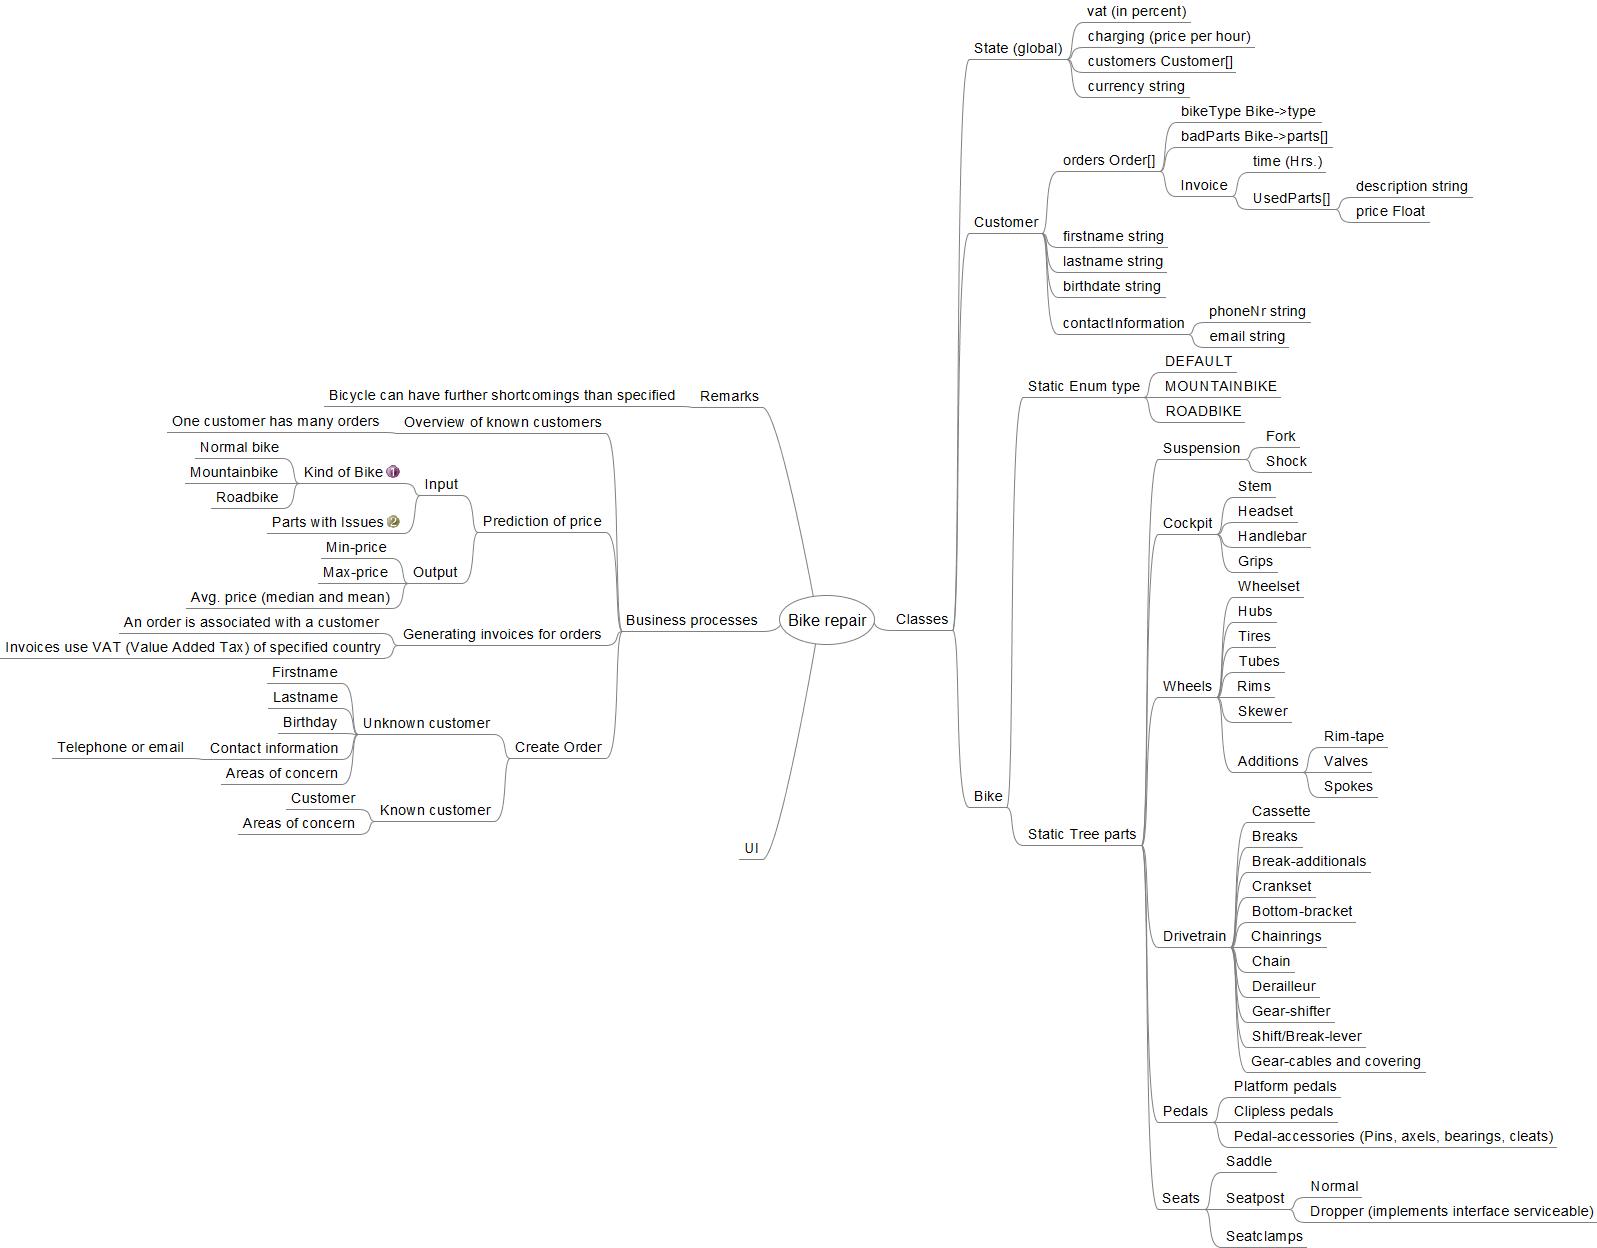 Bike repair
Remarks
Bicycle can have further shortcomings than specified
Business processes
Overview of known customers
One customer has many orders
Prediction of price
Input
Kind of Bike 1
Normal bike
Mountainbike
Roadbike
Parts with Issues 2
Output
Min-price
Max-price
Avg. price (median and mean)
Generating invoices for orders
An order is associated with a customer
Invoices use VAT (Value Added Tax) of specified country
Create Order
Unknown customer
Firstname
Lastname
Birthday
Contact information
Telephone or email
Areas of concern
Known customer
Customer
Areas of concern
UI
Classes
State (global)
vat (in percent)
charging (price per hour)
customers Customer[]
currency string
Customer
orders Order[]
bikeType Bike->type
badParts Bike->parts[]
Invoice
time (Hrs.)
UsedParts[]
description string
price Float
firstname string
lastname string
birthdate string
contactInformation
phoneNr string
email string
Bike
Static Enum type
DEFAULT
MOUNTAINBIKE
ROADBIKE
Static Tree parts
Suspension
Fork
Shock
Cockpit
Stem
Headset
Handlebar
Grips
Wheels
Wheelset
Hubs
Tires
Tubes
Rims
Skewer
Additions
Rim-tape
Valves
Spokes
Drivetrain
Cassette
Breaks
Break-additionals
Crankset
Bottom-bracket
Chainrings
Chain
Derailleur
Gear-shifter
Shift/Break-lever
Gear-cables and covering
Pedals
Platform pedals
Clipless pedals
Pedal-accessories (Pins, axels, bearings, cleats)
Seats
Saddle
Seatpost
Normal
Dropper (implements interface serviceable)
Seatclamps